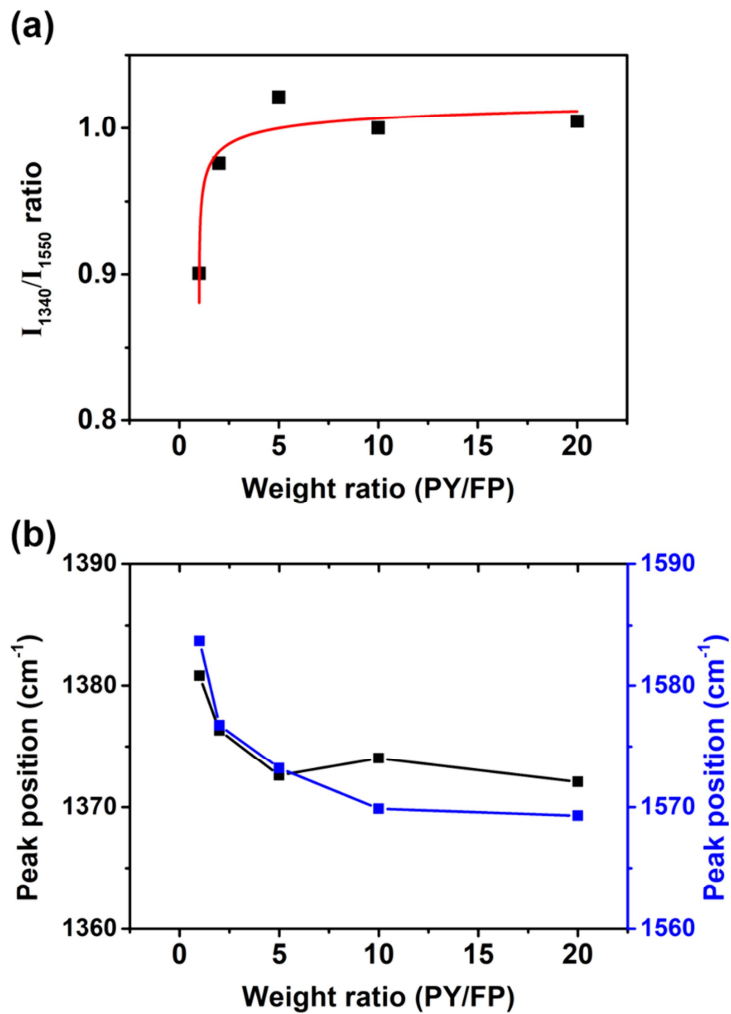 (a)
I1340/I1550 ratio
1.0
0.9
0.8
0 5 10 15 20
Weight ratio (PY/FP)
(b)
Peak position (cm-1)
1390
1380
1370
1360
1590
1580
1570
1560
Peak position (cm-1)
0 5 10 15 20
Weight ratio (PY/FP)